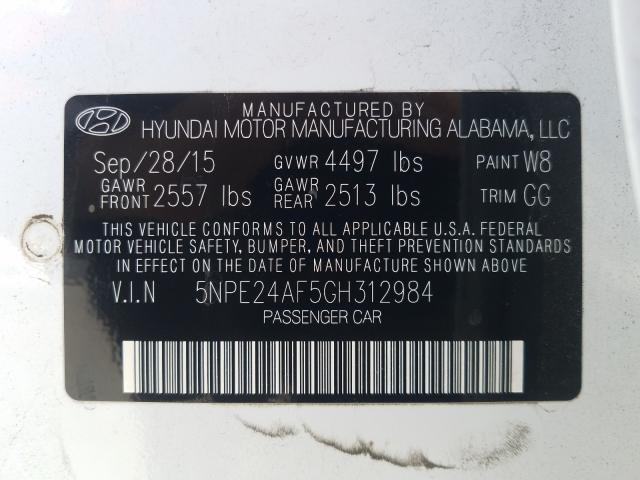 MANUFACTURED BY
HYUNDAI MOTOR MANUFACTURING ALABAMA, LLC
Sep/28/15 GVWR 4497 lbs PAINT W8
GAWR FRONT 2557 lbs GAWR REAR 2513 lbs TRIM GG
THIS VEHICLE CONFORMS TO ALL APPLICABLE U.S.A. FEDERAL
MOTOR VEHICLE SAFETY, BUMPER, AND THEFT PREVENTION STANDARDS
IN EFFECT ON THE DATE OF MANUFACTURE SHOWN ABOVE.
V.I.N 5NPE24AF5GH312984
PASSENGER CAR